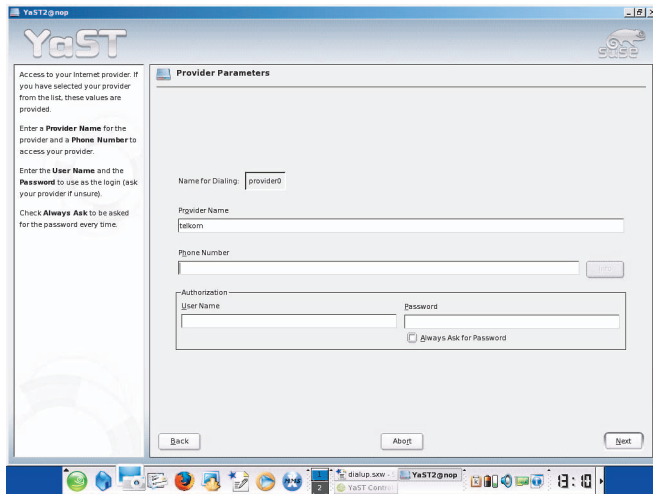 YaST2@nop
YaST
suse
Access to your Internet provider. If
you have selected your provider
from the list, these values are
provided.
Enter a Provider Name for the
provider and a Phone Number to
access your provider.
Enter the User Name and the
Password to use as the login (ask
your provider if unsure).
Check Always Ask to be asked
for the password every time.
Provider Parameters
Name for Dialing: provider0
Provider Name
telkom
Phone Number
Authorization
User Name
Password
Always Ask for Password
Back
Abort
Next
1
2
dialup.sxw -
YaST Control
YaST2@nop
13:10